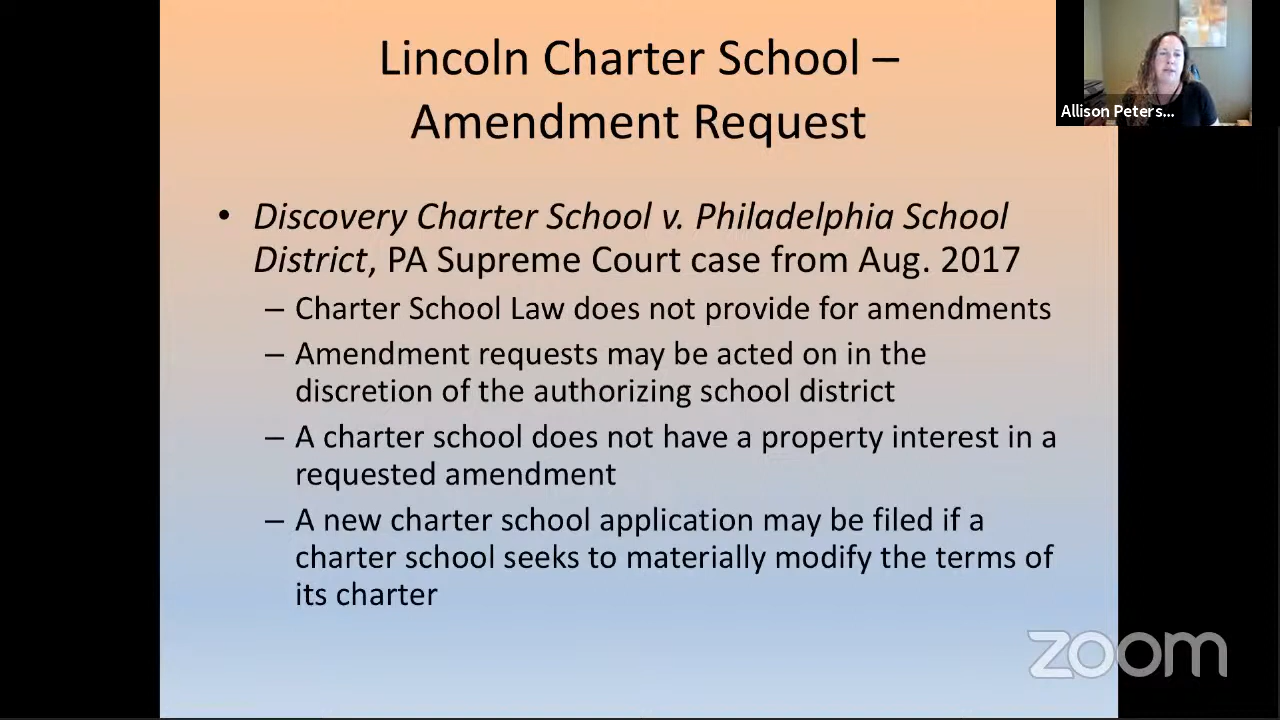 Lincoln Charter School –
Amendment Request
• Discovery Charter School v. Philadelphia School
District, PA Supreme Court case from Aug. 2017
– Charter School Law does not provide for amendments
– Amendment requests may be acted on in the
discretion of the authorizing school district
– A charter school does not have a property interest in a
requested amendment
– A new charter school application may be filed if a
charter school seeks to materially modify the terms of
its charter
Allison Peters...
zoom